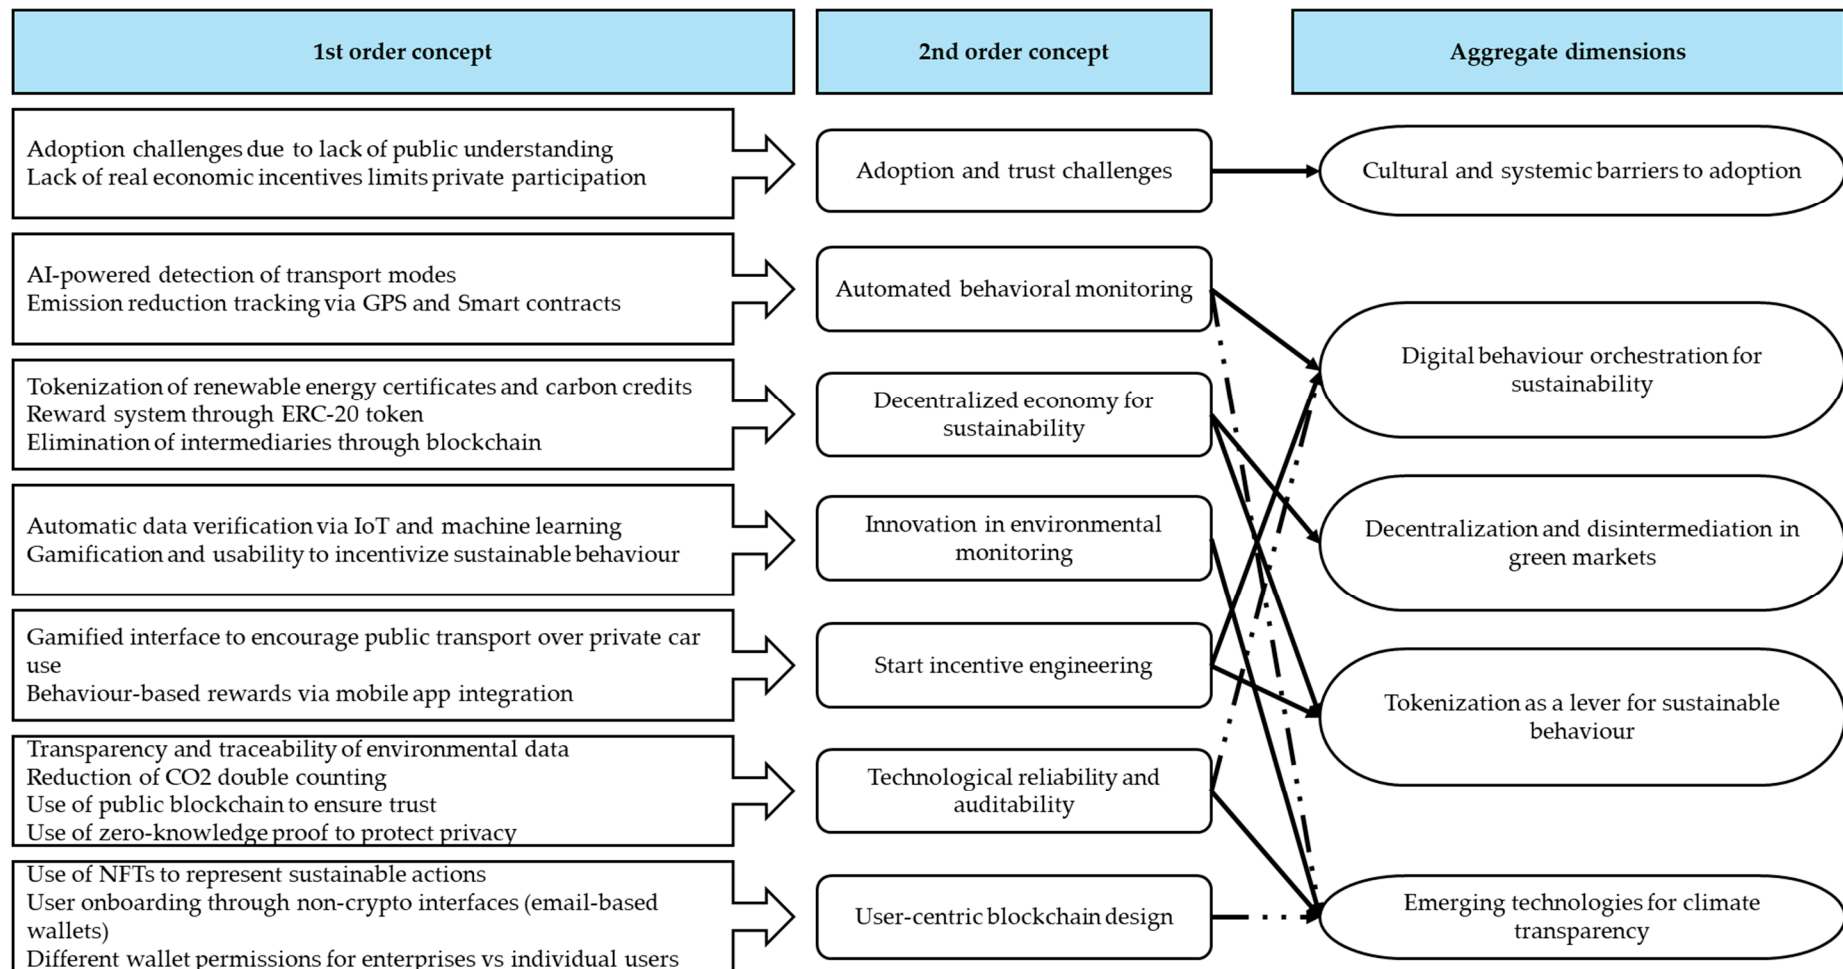 1st order concept
2nd order concept
Aggregate dimensions
Adoption challenges due to lack of public understanding
Lack of real economic incentives limits private participation
Adoption and trust challenges
Cultural and systemic barriers to adoption
AI-powered detection of transport modes
Emission reduction tracking via GPS and Smart contracts
Automated behavioral monitoring
Digital behaviour orchestration for
sustainability
Tokenization of renewable energy certificates and carbon credits
Reward system through ERC-20 token
Elimination of intermediaries through blockchain
Decentralized economy for
sustainability
Decentralization and disintermediation in
green markets
Automatic data verification via IoT and machine learning
Gamification and usability to incentivize sustainable behaviour
Innovation in environmental
monitoring
Gamified interface to encourage public transport over private car
use
Behaviour-based rewards via mobile app integration
Start incentive engineering
Tokenization as a lever for sustainable
behaviour
Transparency and traceability of environmental data
Reduction of CO2 double counting
Use of public blockchain to ensure trust
Use of zero-knowledge proof to protect privacy
Technological reliability and
auditability
Use of NFTs to represent sustainable actions
User onboarding through non-crypto interfaces (email-based
wallets)
Different wallet permissions for enterprises vs individual users
User-centric blockchain design
Emerging technologies for climate
transparency